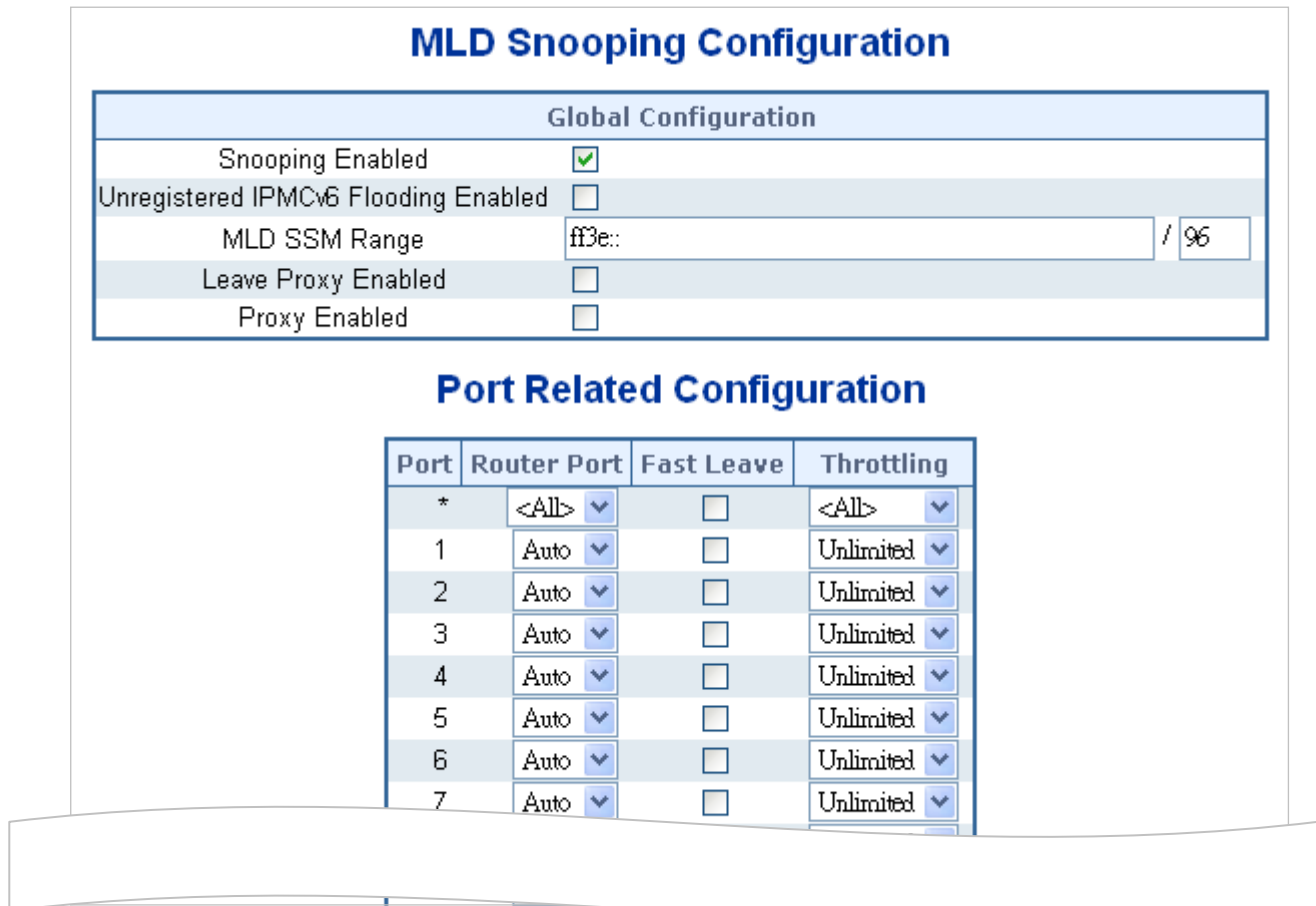 MLD Snooping Configuration
Global Configuration
Snooping Enabled
Unregistered IPMCv6 Flooding Enabled
MLD SSM Range ff3e:: / 96
Leave Proxy Enabled
Proxy Enabled
Port Related Configuration
Port Router Port Fast Leave Throttling
* <All> <All>
1 Auto Unlimited
2 Auto Unlimited
3 Auto Unlimited
4 Auto Unlimited
5 Auto Unlimited
6 Auto Unlimited
7 Auto Unlimited